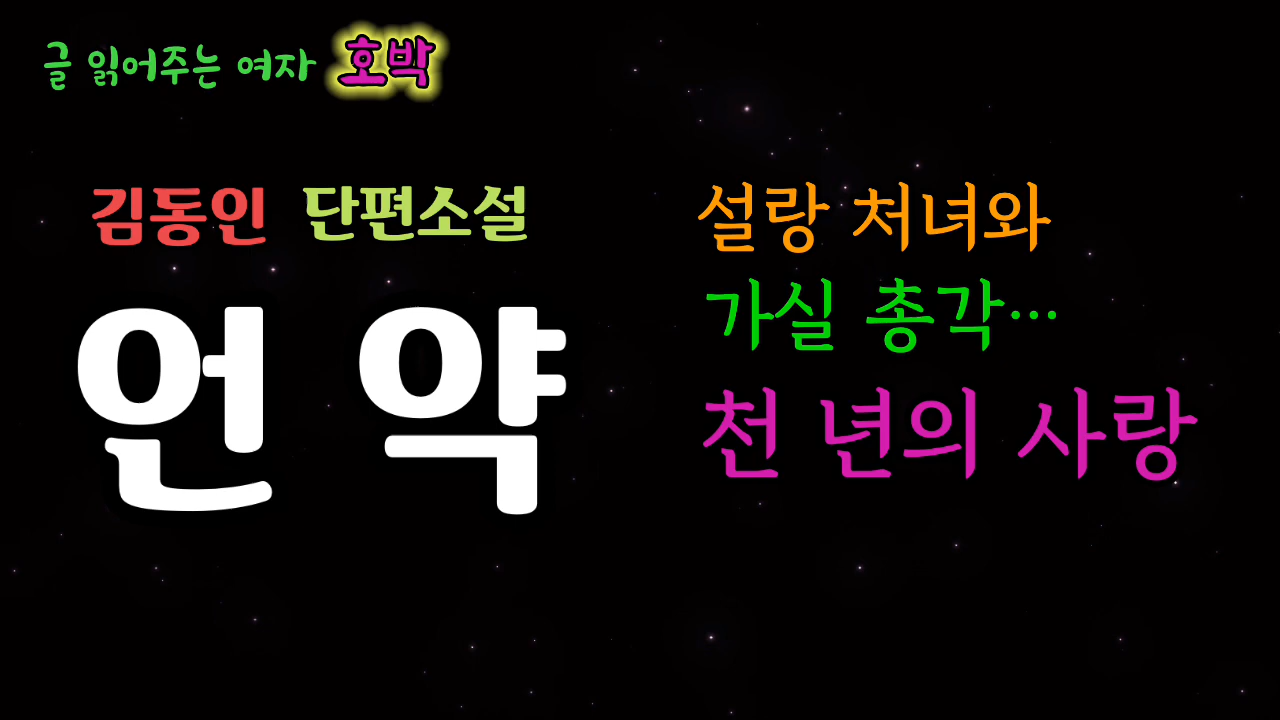 글 읽어주는 여자 호박
김동인 단편소설
언 약
설랑 처녀와
가실 총각…
천 년의 사랑